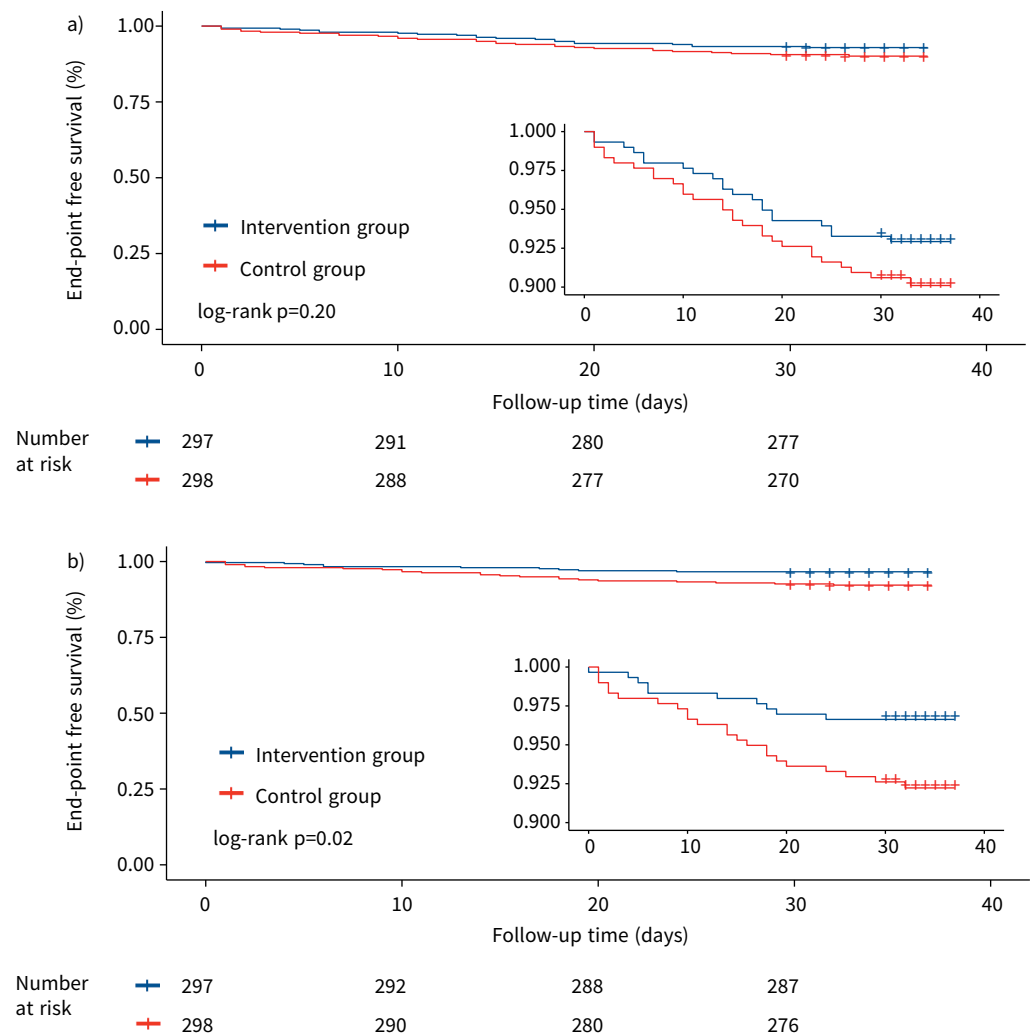 a)
1.00
0.75
0.50
0.25
0.00
End-point free survival (%)
Intervention group
Control group
log-rank p=0.20
1.000
0.975
0.950
0.925
0.900
0 10 20 30 40
0 10 20 30 40
Follow-up time (days)
Number at risk
297 291 280 277
298 288 277 270
b)
1.00
0.75
0.50
0.25
0.00
End-point free survival (%)
Intervention group
Control group
log-rank p=0.02
1.000
0.975
0.950
0.925
0.900
0 10 20 30 40
0 10 20 30 40
Follow-up time (days)
Number
at risk
297 292 288 287
298 290 280 276